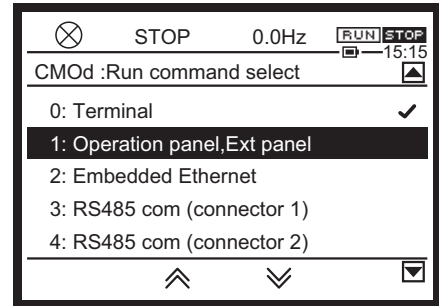 STOP 0.0Hz RUN STOP
15:15
CMOd :Run command select
0: Terminal
1: Operation panel,Ext panel
2: Embedded Ethernet
3: RS485 com (connector 1)
4: RS485 com (connector 2)